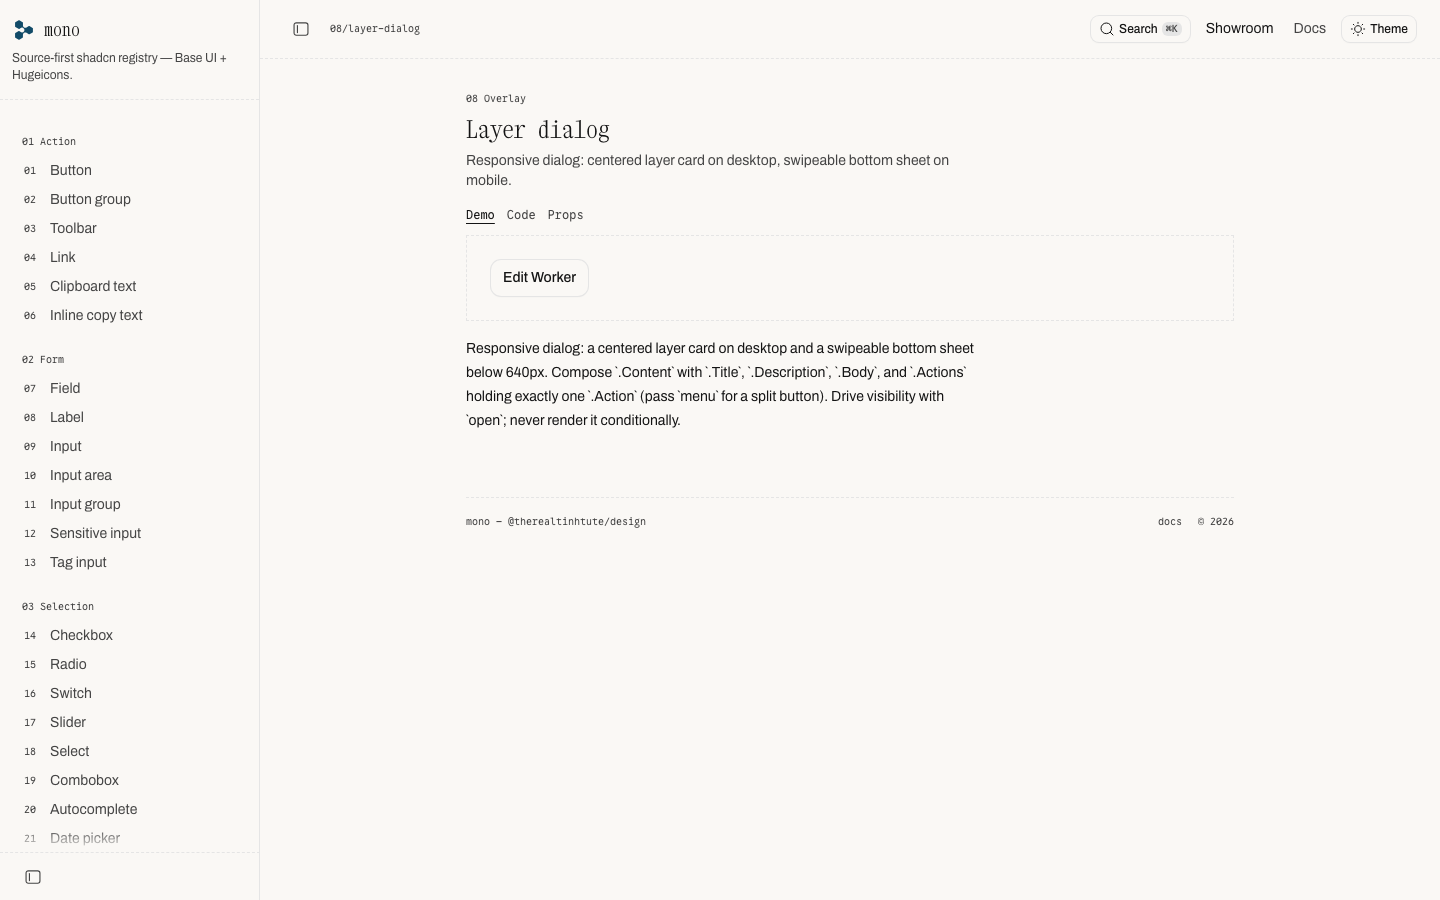 mono
Source-first shadcn registry — Base UI +
Hugeicons.
01 Action
01 Button
02 Button group
03 Toolbar
04 Link
05 Clipboard text
06 Inline copy text
02 Form
07 Field
08 Label
09 Input
10 Input area
11 Input group
12 Sensitive input
13 Tag input
03 Selection
14 Checkbox
15 Radio
16 Switch
17 Slider
18 Select
19 Combobox
20 Autocomplete
21 Date picker
08/layer-dialog
Search ⌘K
Showroom
Docs
Theme
08 Overlay
Layer dialog
Responsive dialog: centered layer card on desktop, swipeable bottom sheet on
mobile.
Demo Code Props
Edit Worker
Responsive dialog: a centered layer card on desktop and a swipeable bottom sheet
below 640px. Compose `.Content` with `.Title`, `.Description`, `.Body`, and `.Actions`
holding exactly one `.Action` (pass `menu` for a split button). Drive visibility with
`open`; never render it conditionally.
mono — @therealtinhtute/design
docs © 2026